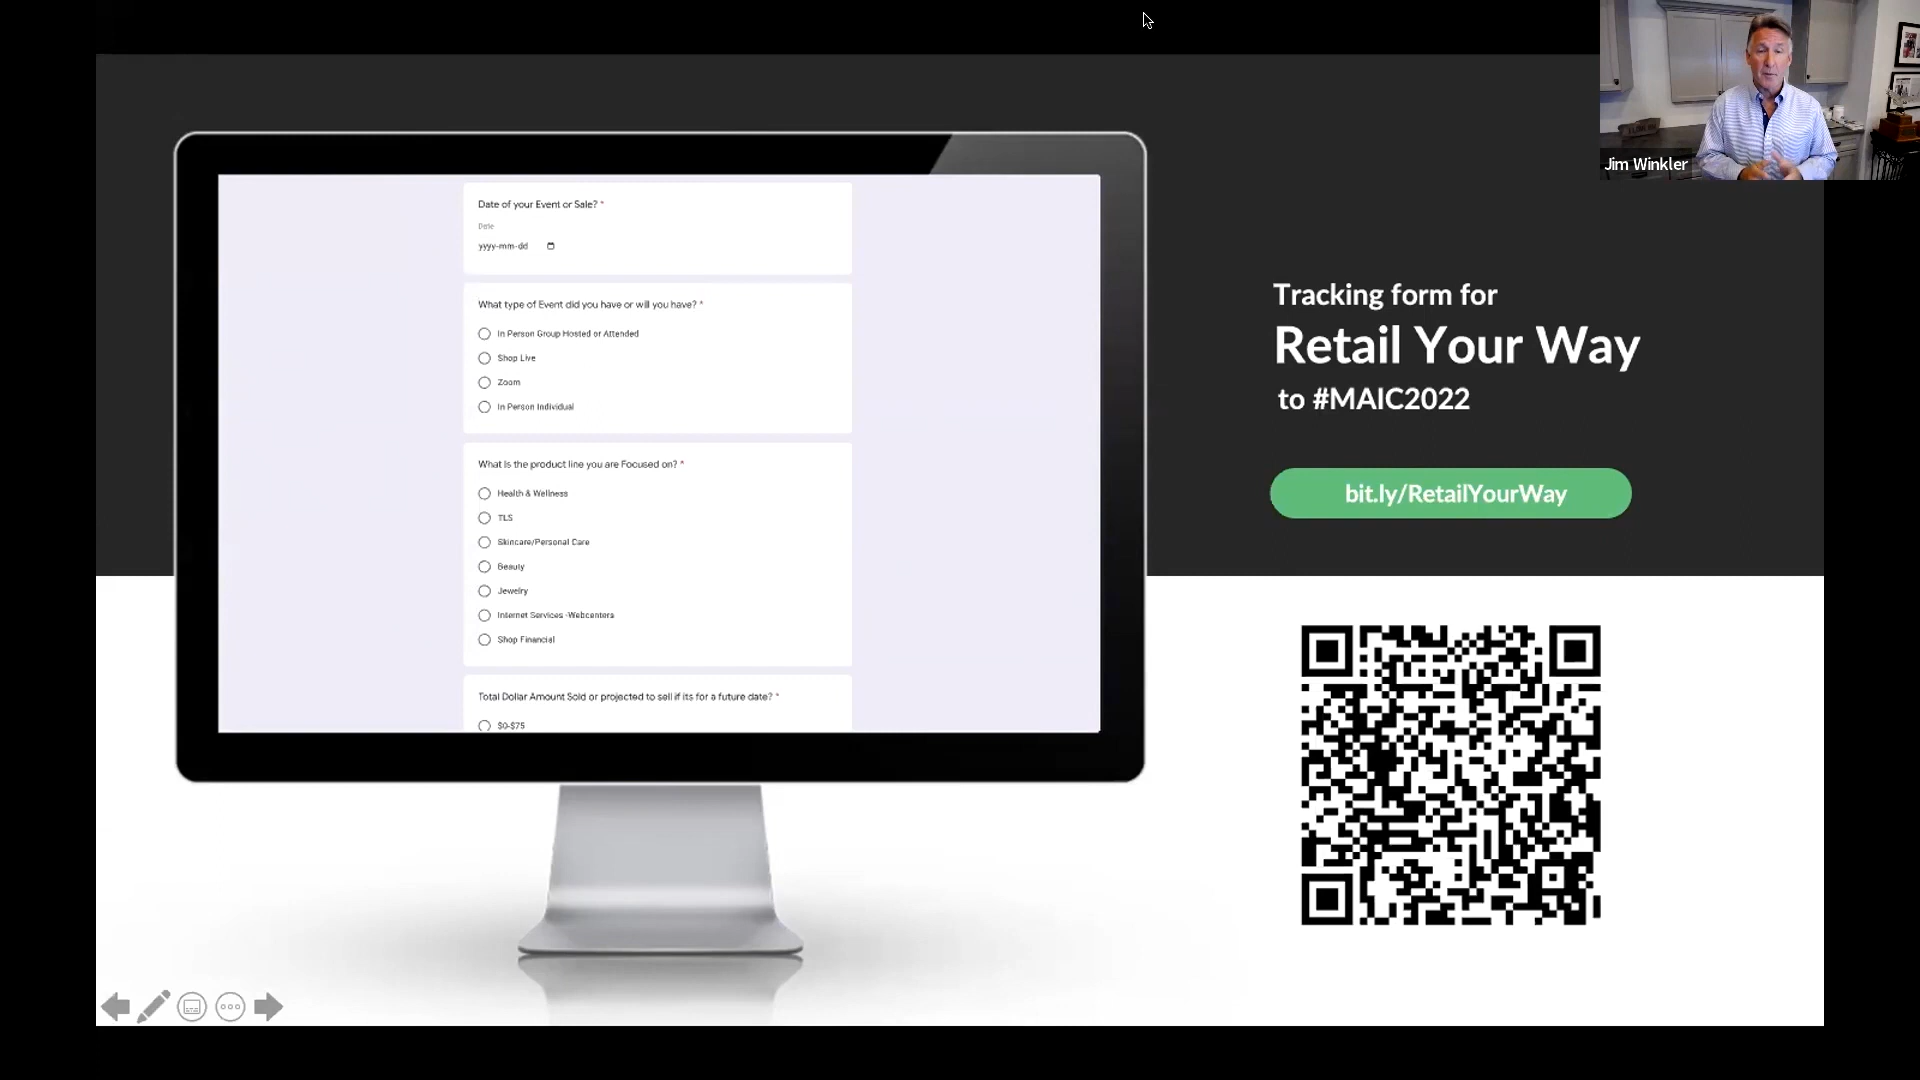 Jim Winkler
Date of your Event or Sale? *
Date
yyyy-mm-dd
What type of Event did you have or will you have? *
In Person Group Hosted or Attended
Shop Live
Zoom
In Person Individual
What is the product line you are Focused on? *
Health & Wellness
TLS
Skincare/Personal Care
Beauty
Jewelry
Internet Services -Webcenters
Shop Financial
Total Dollar Amount Sold or projected to sell if its for a future date? *
$0-$75
Tracking form for
Retail Your Way
to #MAIC2022
bit.ly/RetailYourWay